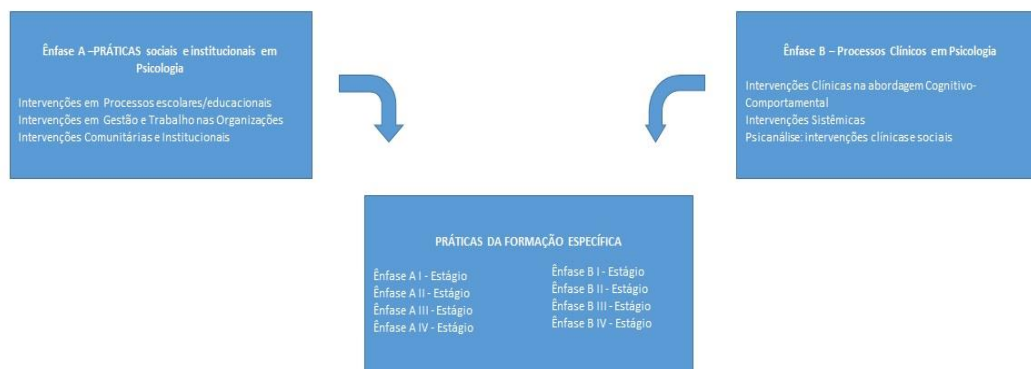 Ênfase A –PRÁTICAS sociais e institucionais em
Psicologia
Intervenções em Processos escolares/educacionais
Intervenções em Gestão e Trabalho nas Organizações
Intervenções Comunitárias e Institucionais
Ênfase B – Processos Clínicos em Psicologia
Intervenções Clínicas na abordagem Cognitivo-
Comportamental
Intervenções Sistêmicas
Psicanálise: intervenções clínicas e sociais
PRÁTICAS DA FORMAÇÃO ESPECÍFICA
Ênfase A I - Estágio
Ênfase A II - Estágio
Ênfase A III - Estágio
Ênfase A IV - Estágio
Ênfase B I - Estágio
Ênfase B II - Estágio
Ênfase B III - Estágio
Ênfase B IV - Estágio